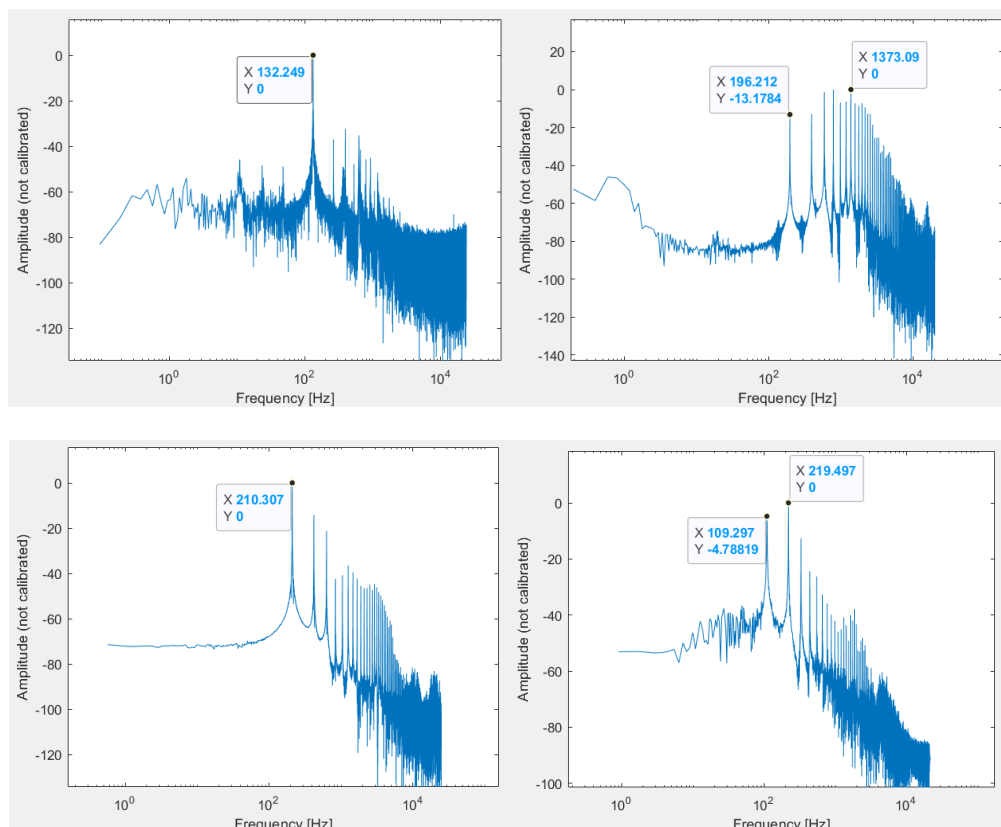 X 132.249
Y 0
0
-20
-40
-60
-80
-100
-120
Amplitude (not calibrated)
10^0
10^2
10^4
Frequency [Hz]
X 1373.09
Y 0
X 196.212
Y -13.1784
20
0
-20
-40
-60
-80
-100
-120
-140
Amplitude (not calibrated)
10^0
10^2
10^4
Frequency [Hz]
X 210.307
Y 0
0
-20
-40
-60
-80
-100
-120
Amplitude (not calibrated)
10^0
10^2
10^4
Frequency [Hz]
X 219.497
Y 0
X 109.297
Y -4.78819
0
-20
-40
-60
-80
-100
Amplitude (not calibrated)
10^0
10^2
10^4
Frequency [Hz]